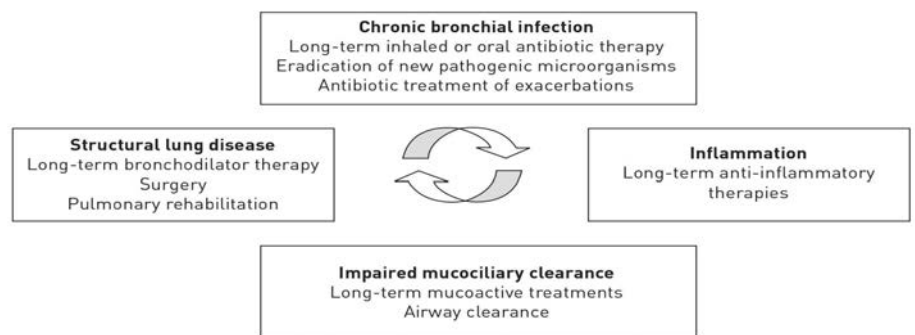 Chronic bronchial infection
Long-term inhaled or oral antibiotic therapy
Eradication of new pathogenic microorganisms
Antibiotic treatment of exacerbations
Structural lung disease
Long-term bronchodilator therapy
Surgery
Pulmonary rehabilitation
Inflammation
Long-term anti-inflammatory
therapies
Impaired mucociliary clearance
Long-term mucoactive treatments
Airway clearance